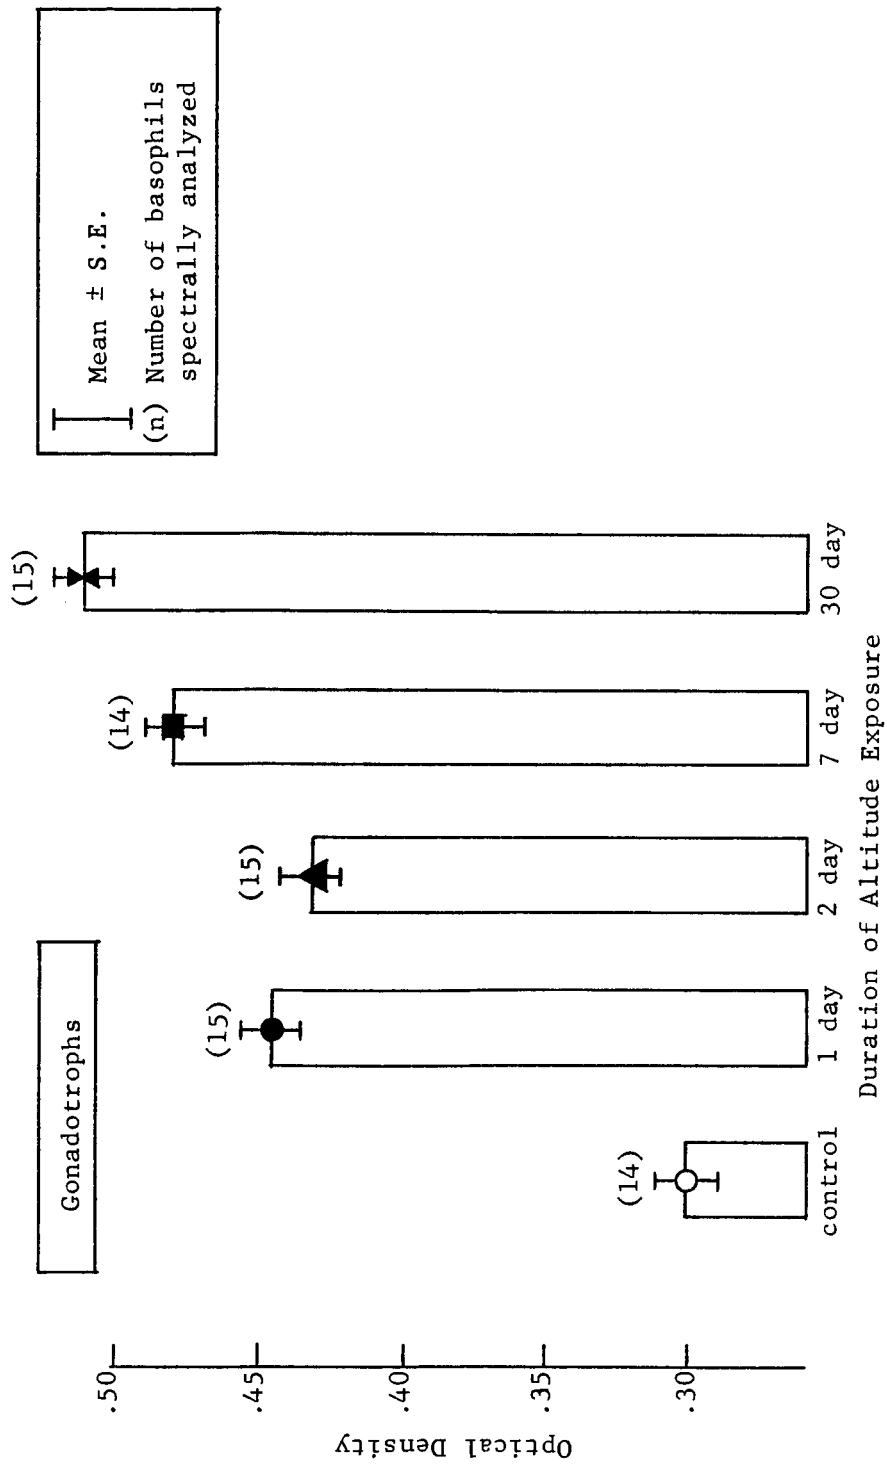 Gonadotrophs
Mean ± S.E.
(n) Number of basophils
spectrally analyzed
Optical Density
.50
.45
.40
.35
.30
(14)
(15)
(15)
(14)
(15)
control
1 day
2 day
7 day
30 day
Duration of Altitude Exposure